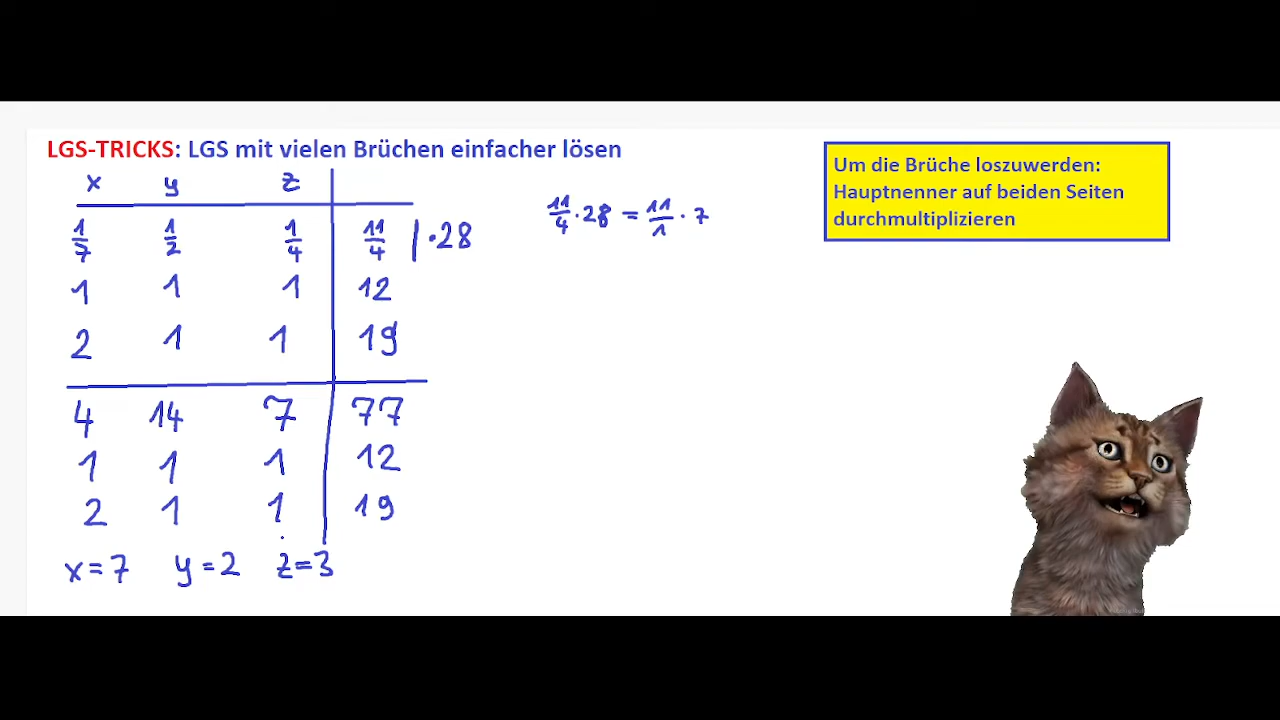 LGS-TRICKS: LGS mit vielen Brüchen einfacher lösen
x y z
1/7 1/2 1/4 11/4 | ·28
1 1 1 12
2 1 1 19
4 14 7 77
1 1 1 12
2 1 1 19
x=7 y=2 z=3
11/4 · 28 = 11/1 · 7
Um die Brüche loszuwerden:
Hauptnenner auf beiden Seiten
durchmultiplizieren